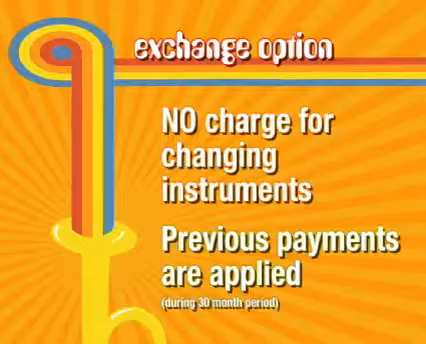 exchange option
NO charge for
changing
instruments
Previous payments
are applied
(during 30 month period)